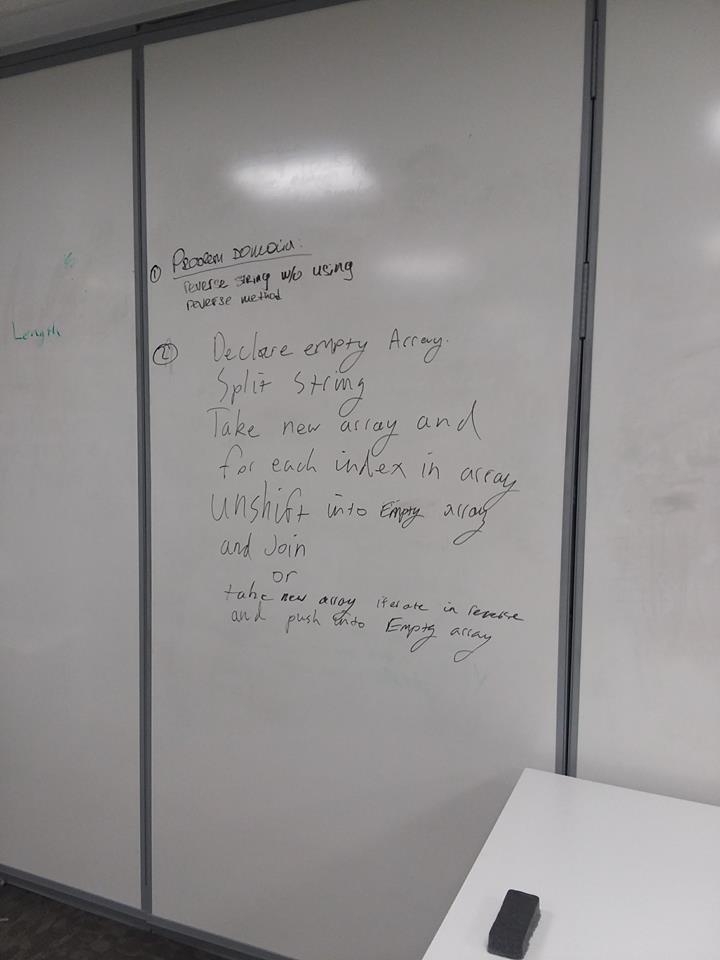 ① Problem Domain:
reverse string w/o using
reverse method
6
Length
② Declare empty Array.
Split String
Take new array and
for each index in array
unshift into Empty array
and Join
or
take new array iterate in reverse
and push into Empty array